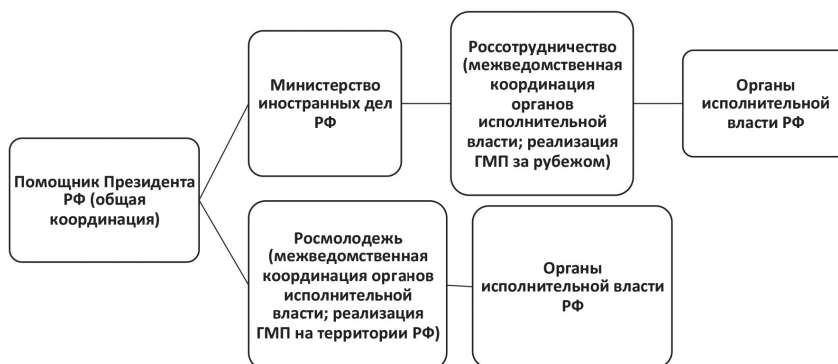 Помощник Президента
РФ (общая
координация)
Министерство
иностранных дел
РФ
Россотрудничество
(межведомственная
координация
органов
исполнительной
власти; реализация
ГМП за рубежом)
Органы
исполнительной
власти РФ
Росмолодежь
(межведомственная
координация органов
исполнительной
власти; реализация
ГМП на территории РФ)
Органы
исполнительной власти
РФ